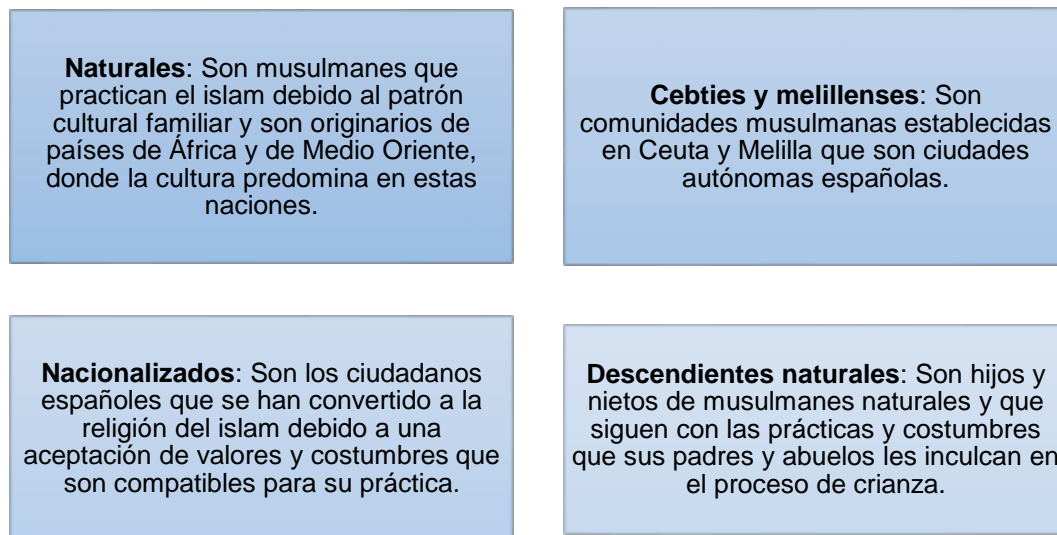 Naturales: Son musulmanes que
practican el islam debido al patrón
cultural familiar y son originarios de
países de África y de Medio Oriente,
donde la cultura predomina en estas
naciones.
Cebties y melillenses: Son
comunidades musulmanas establecidas
en Ceuta y Melilla que son ciudades
autónomas españolas.
Nacionalizados: Son los ciudadanos
españoles que se han convertido a la
religión del islam debido a una
aceptación de valores y costumbres que
son compatibles para su práctica.
Descendientes naturales: Son hijos y
nietos de musulmanes naturales y que
siguen con las prácticas y costumbres
que sus padres y abuelos les inculcan en
el proceso de crianza.